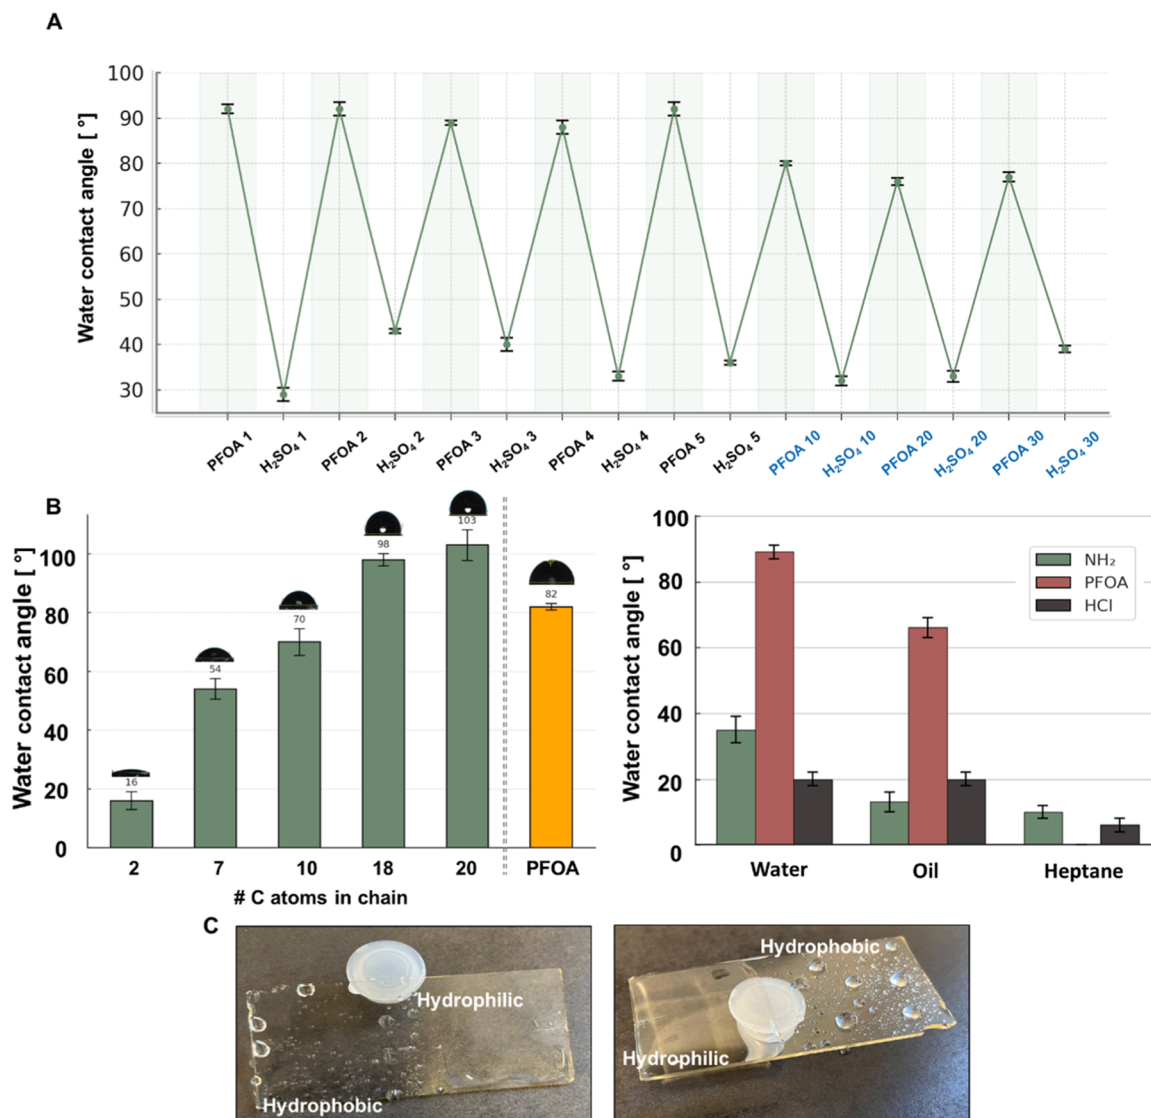 A
Water contact angle [ °]
100
90
80
70
60
50
40
30
PFOA 1
H₂SO₄ 1
PFOA 2
H₂SO₄ 2
PFOA 3
H₂SO₄ 3
PFOA 4
H₂SO₄ 4
PFOA 5
H₂SO₄ 5
PFOA 10
H₂SO₄ 10
PFOA 20
H₂SO₄ 20
PFOA 30
H₂SO₄ 30
B
Water contact angle [ °]
100
80
60
40
20
0
16
54
70
98
103
82
2
7
10
18
20
PFOA
# C atoms in chain
Water contact angle [ °]
100
80
60
40
20
0
NH₂
PFOA
HCl
Water
Oil
Heptane
C
Hydrophilic
Hydrophobic
Hydrophobic
Hydrophilic